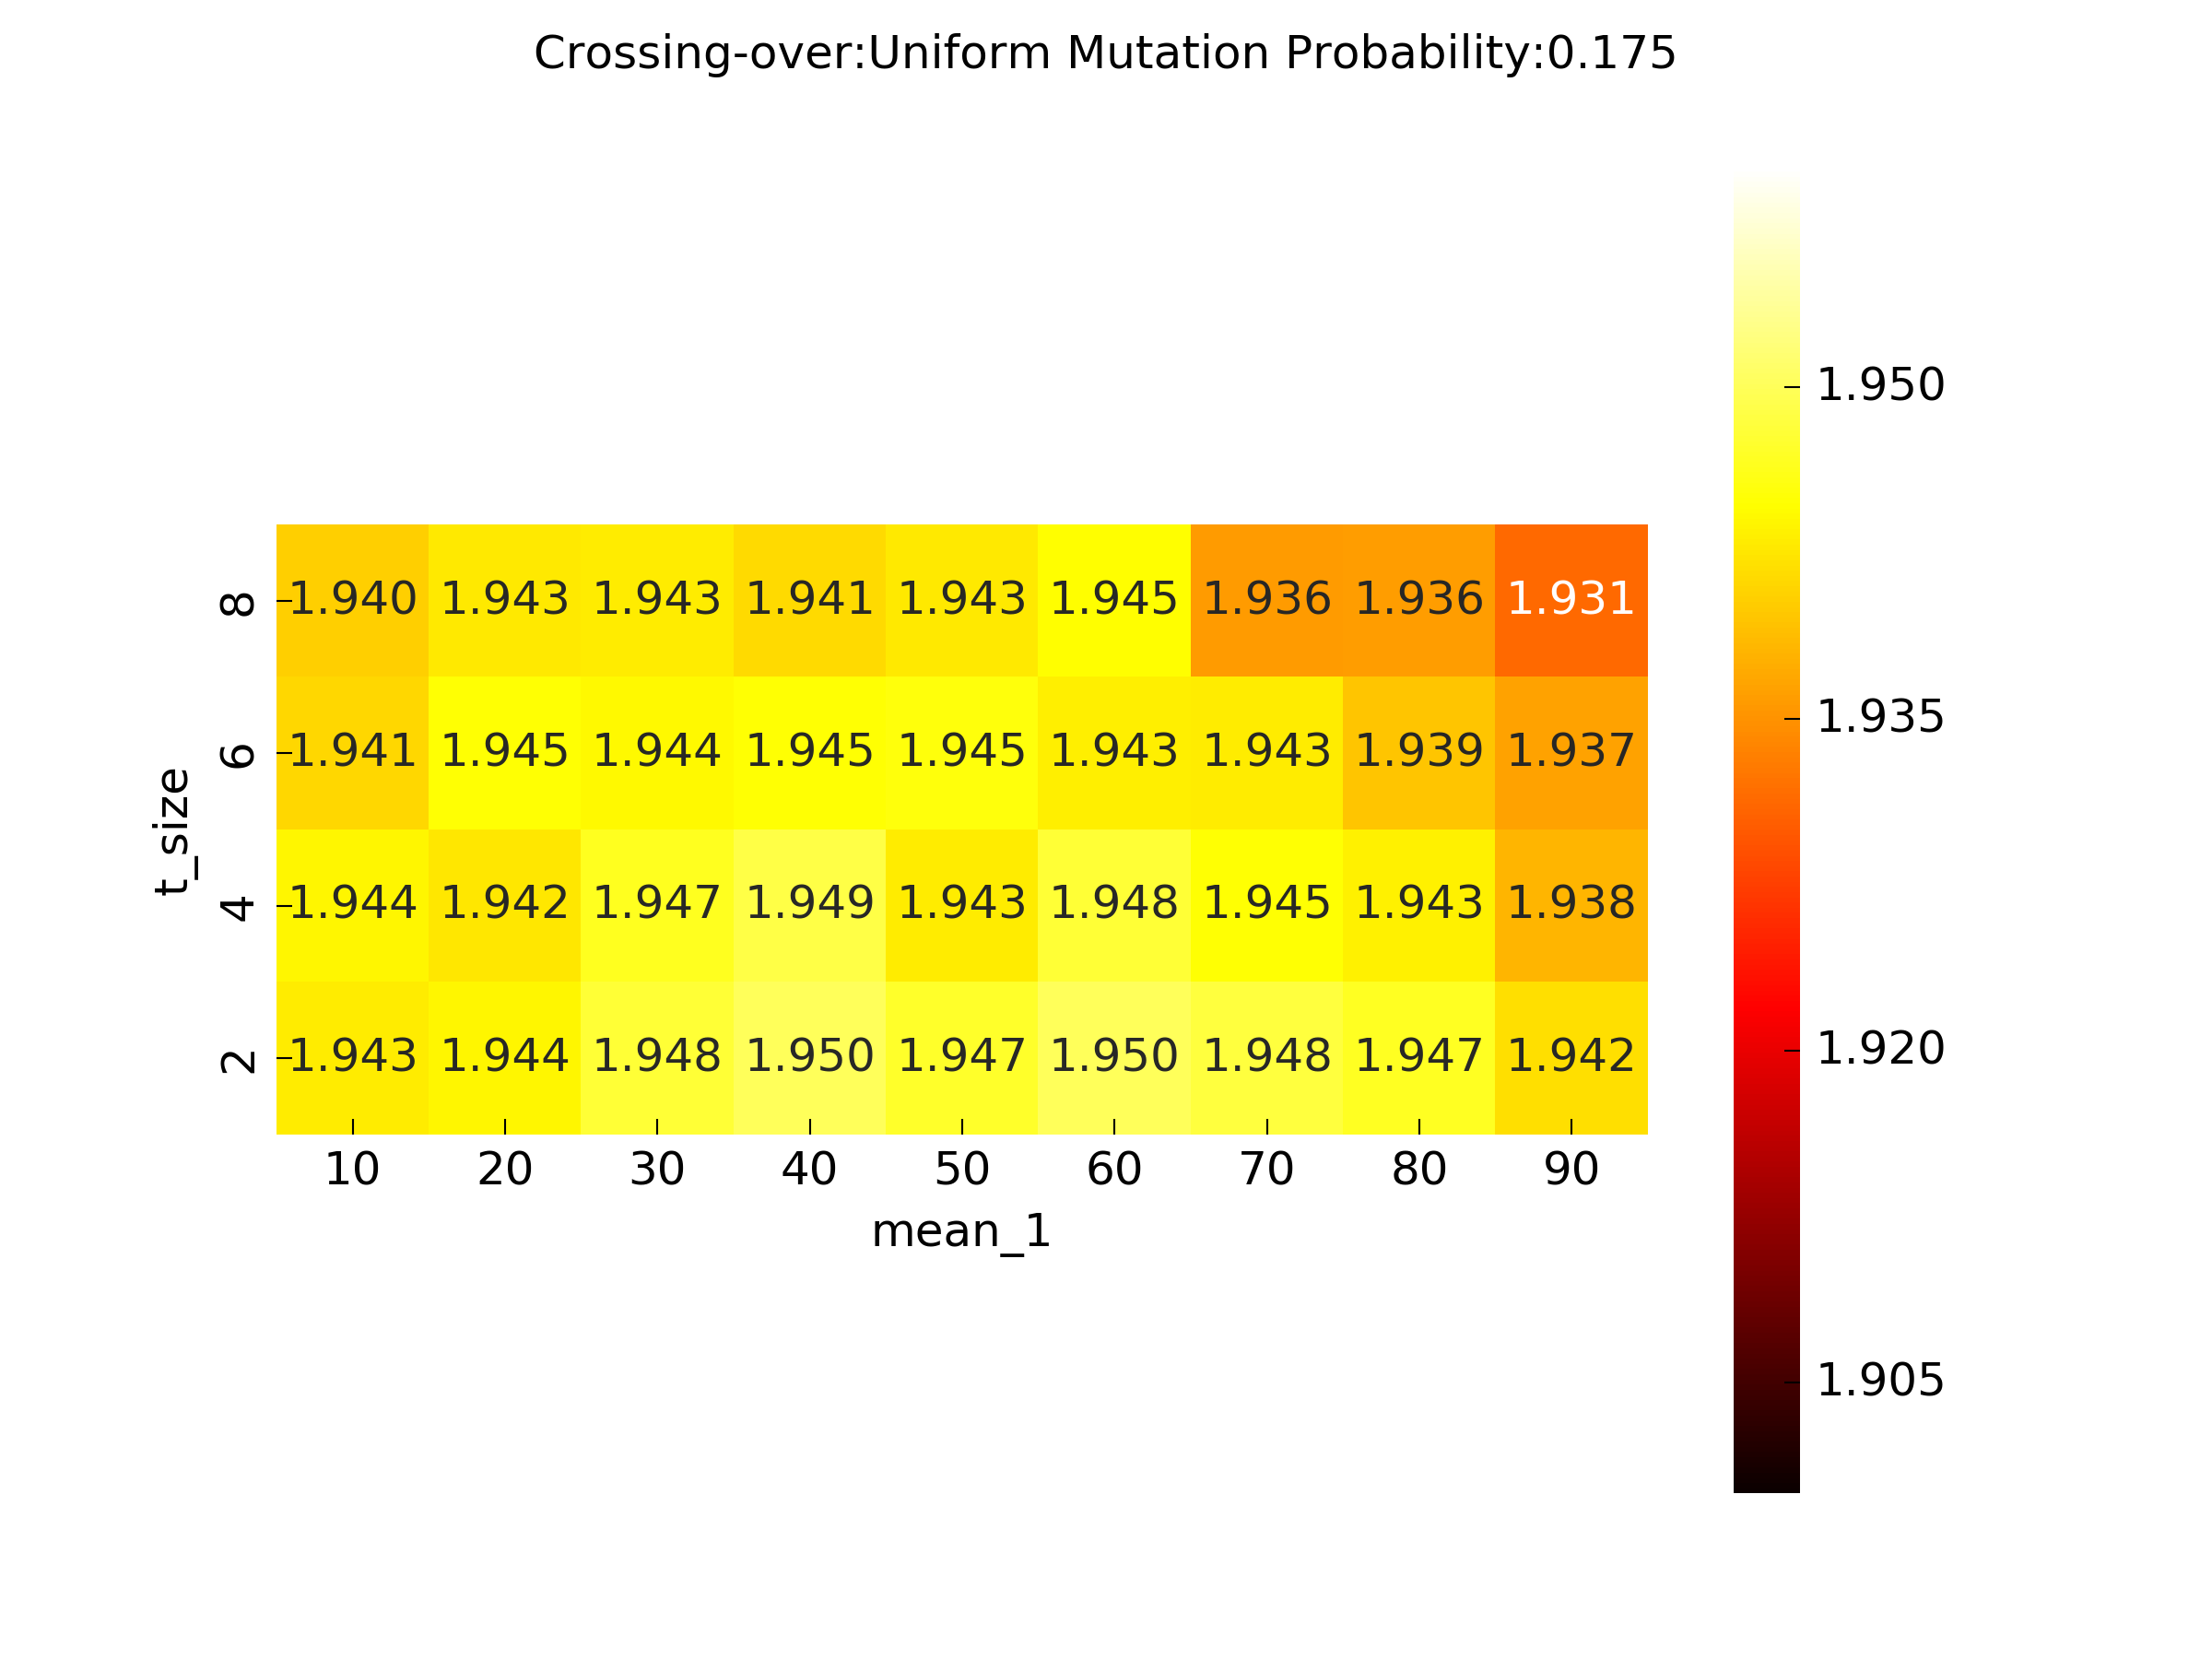 Crossing-over:Uniform Mutation Probability:0.175
1.950
1.935
1.920
1.905
t_size
8 1.940 1.943 1.943 1.941 1.943 1.945 1.936 1.936 1.931
6 1.941 1.945 1.944 1.945 1.945 1.943 1.943 1.939 1.937
4 1.944 1.942 1.947 1.949 1.943 1.948 1.945 1.943 1.938
2 1.943 1.944 1.948 1.950 1.947 1.950 1.948 1.947 1.942
10 20 30 40 50 60 70 80 90
mean_1